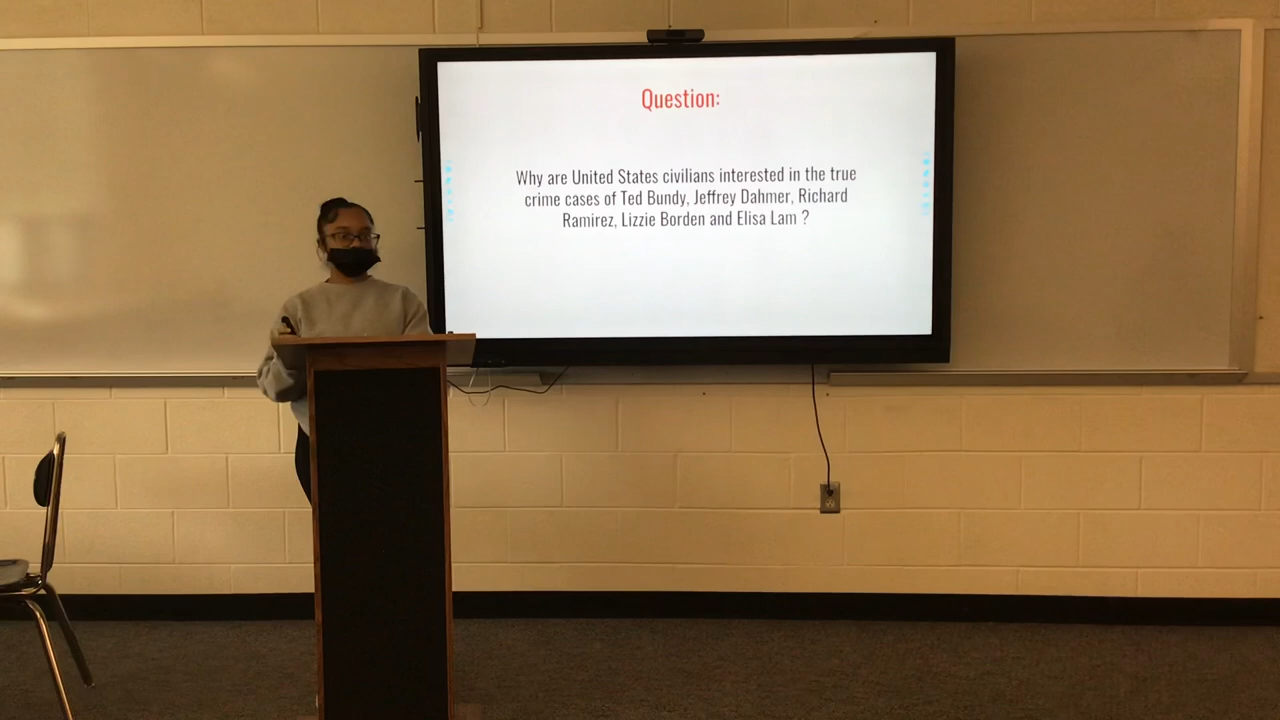 Question:
Why are United States civilians interested in the true
crime cases of Ted Bundy, Jeffrey Dahmer, Richard
Ramirez, Lizzie Borden and Elisa Lam ?